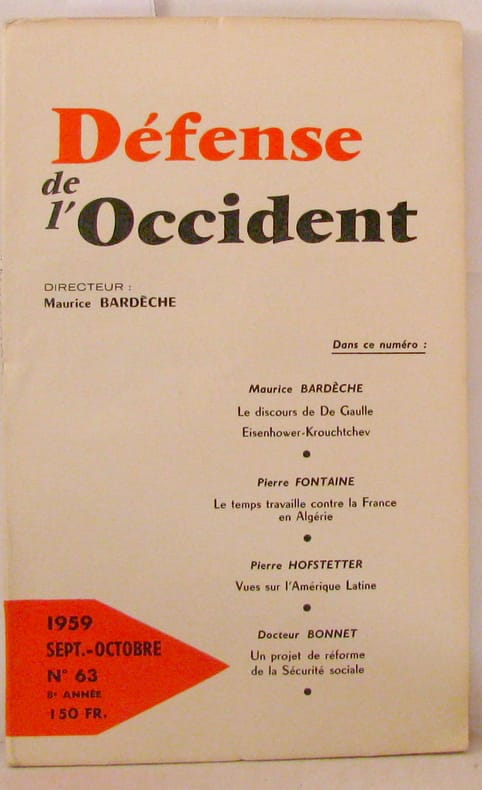 Défense
de
l'Occident
DIRECTEUR :
Maurice BARDÈCHE
Dans ce numéro :
Maurice BARDÈCHE
Le discours de De Gaulle
Eisenhower-Krouchtchev
Pierre FONTAINE
Le temps travaille contre la France
en Algérie
Pierre HOFSTETTER
Vues sur l'Amérique Latine
Docteur BONNET
Un projet de réforme
de la Sécurité sociale
1959
SEPT.-OCTOBRE
N° 63
8e ANNÉE
150 FR.